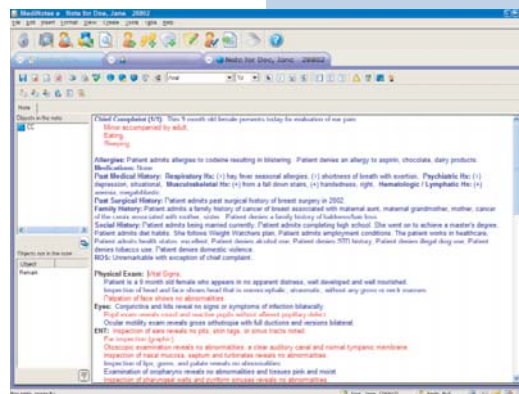 MediNotes e Note for Doe, Jane 28802
File Edit Insert Format View Create Tools Help
Note for Doe, Jane 28802
Arial
Note
Objects in the note
CC
Objects not in the note
Object
Remark
Chief Complaint (1/1): This 9 month old female presents today for evaluation of ear pain.
Minor accompanied by adult.
Eating.
Sleeping.
Allergies: Patient admits allergies to codeine resulting in blistering. Patient denies an allergy to aspirin, chocolate, dairy products.
Medications: None
Past Medical History: Respiratory Hx: (+) hay fever seasonal allergies, (+) shortness of breath with exertion. Psychiatric Hx: (+)
depression, situational, Musculoskeletal Hx: (+) from a fall down stairs, (+) handedness, right, Hematologic / Lymphatic Hx: (+)
anemia, megaloblastic.
Past Surgical History: Patient admits past surgical history of breast surgery in 2002.
Family History: Patient admits a family history of cancer of breast associated with maternal aunt, maternal grandmother, mother, cancer
of the cervix associated with mother, sister. Patient denies a family history of
Social History: Patient admits being married currently. Patient admits completing high school. She went on to achieve a master's degree.
Patient admits diet habits. She follows Weight Watchers plan. Patient admits employment conditions. The patient works in healthcare.
Patient admits health status: excellent. Patient denies alcohol use. Patient denies STD history. Patient denies illegal drug use. Patient
denies tobacco use. Patient denies domestic violence.
ROS: Unremarkable with exception of chief complaint.
Physical Exam: Vital Signs.
Patient is a 9 month old female who appears in no apparent distress, well developed and well nourished.
Inspection of head and face shows head that is normocephalic, atraumatic, without any gross or neck masses.
Palpation of face shows no abnormalities.
Eyes: Conjunctiva and lids reveal no signs or symptoms of infection bilaterally.
Pupil exam reveals round and reactive pupils without afferent pupillary defect.
Ocular motility exam reveals gross orthotropia with full ductions and versions bilateral.
ENT: Inspection of ears reveals no pits, skin tags, or sinus tracts noted.
Ear inspection (graphic).
Otoscopic examination reveals no abnormalities, a clear auditory canal and normal tympanic membrane.
Inspection of nasal mucosa, septum and turbinates reveals no abnormalities.
Inspection of lips, gums, and palate reveals no abnormalities.
Examination of oropharynx reveals no abnormalities and tissues pink and moist.
Inspection of pharyngeal walls and pyriform sinuses reveals no abnormalities.